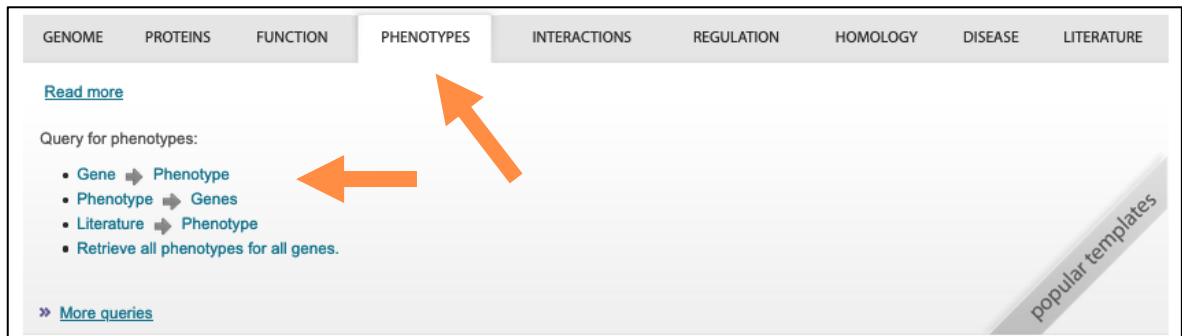 GENOME PROTEINS FUNCTION PHENOTYPES INTERACTIONS REGULATION HOMOLOGY DISEASE LITERATURE
Read more
Query for phenotypes:
• Gene ➡ Phenotype
• Phenotype ➡ Genes
• Literature ➡ Phenotype
• Retrieve all phenotypes for all genes.
» More queries
popular templates